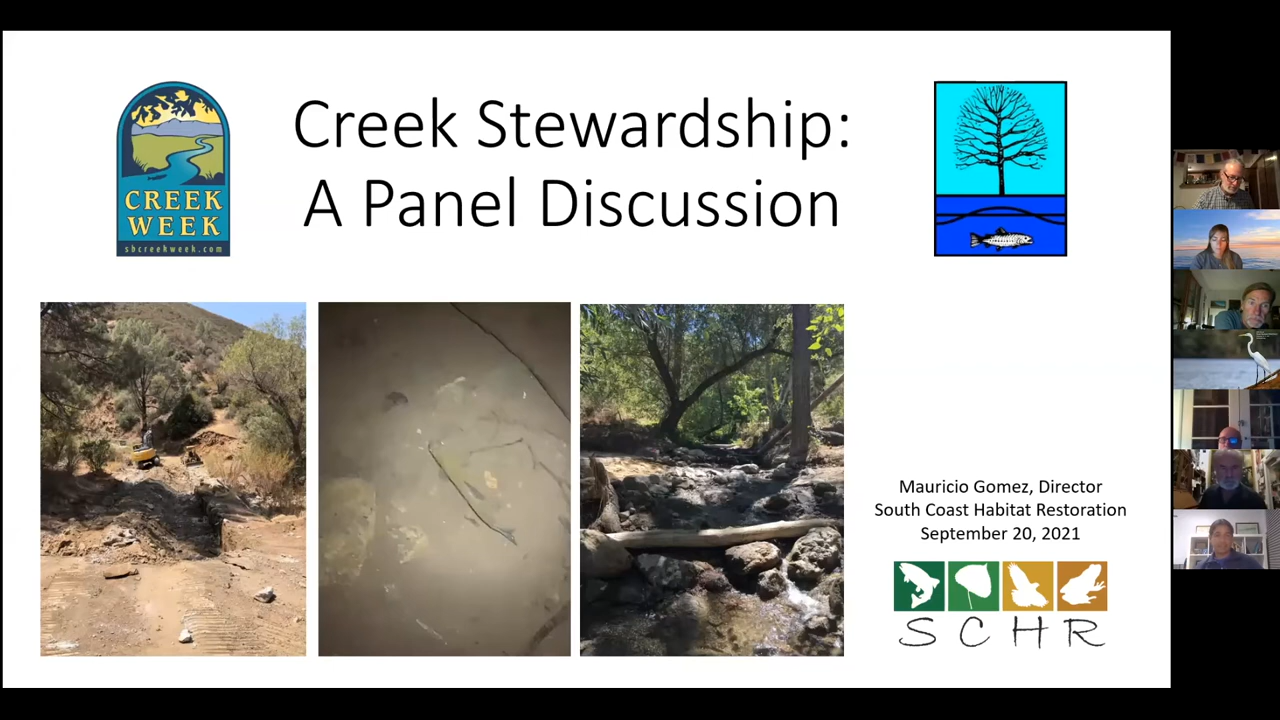 Creek Stewardship:
A Panel Discussion
CREEK
WEEK
sbcreekweek.com
Mauricio Gomez, Director
South Coast Habitat Restoration
September 20, 2021
SCHR